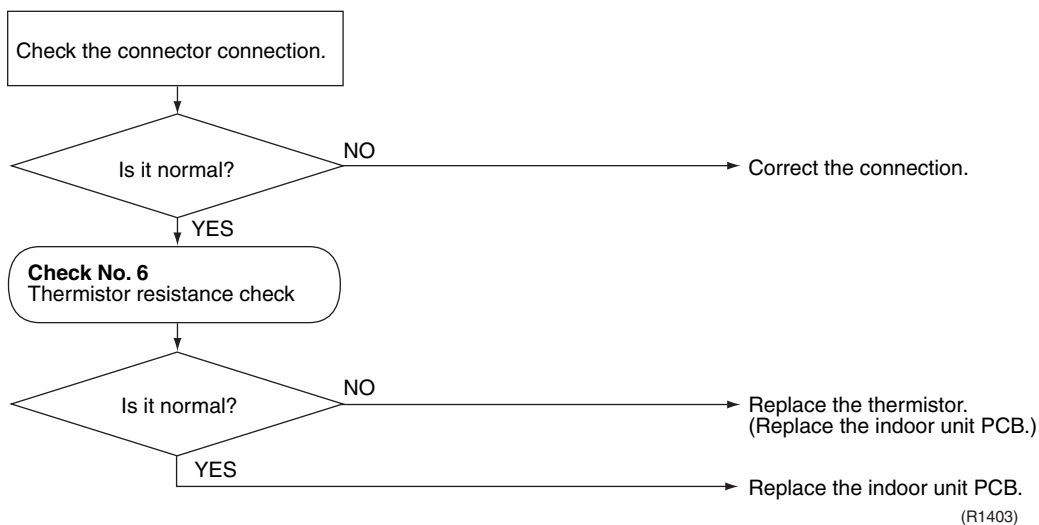 Check the connector connection.
Is it normal?
NO
Correct the connection.
YES
Check No. 6
Thermistor resistance check
Is it normal?
NO
Replace the thermistor.
(Replace the indoor unit PCB.)
YES
Replace the indoor unit PCB.
(R1403)